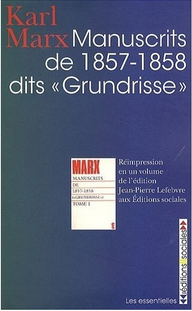 Karl
Marx
Manuscrits
de 1857-1858
dits «Grundrisse»
Réimpression
en un volume
de l'édition
Jean-Pierre Lefebvre
aux Éditions sociales
MARX
MANUSCRITS
DE
1857-1858
«GRUNDRISSE»
TOME I
éditions sociales
Les essentielles